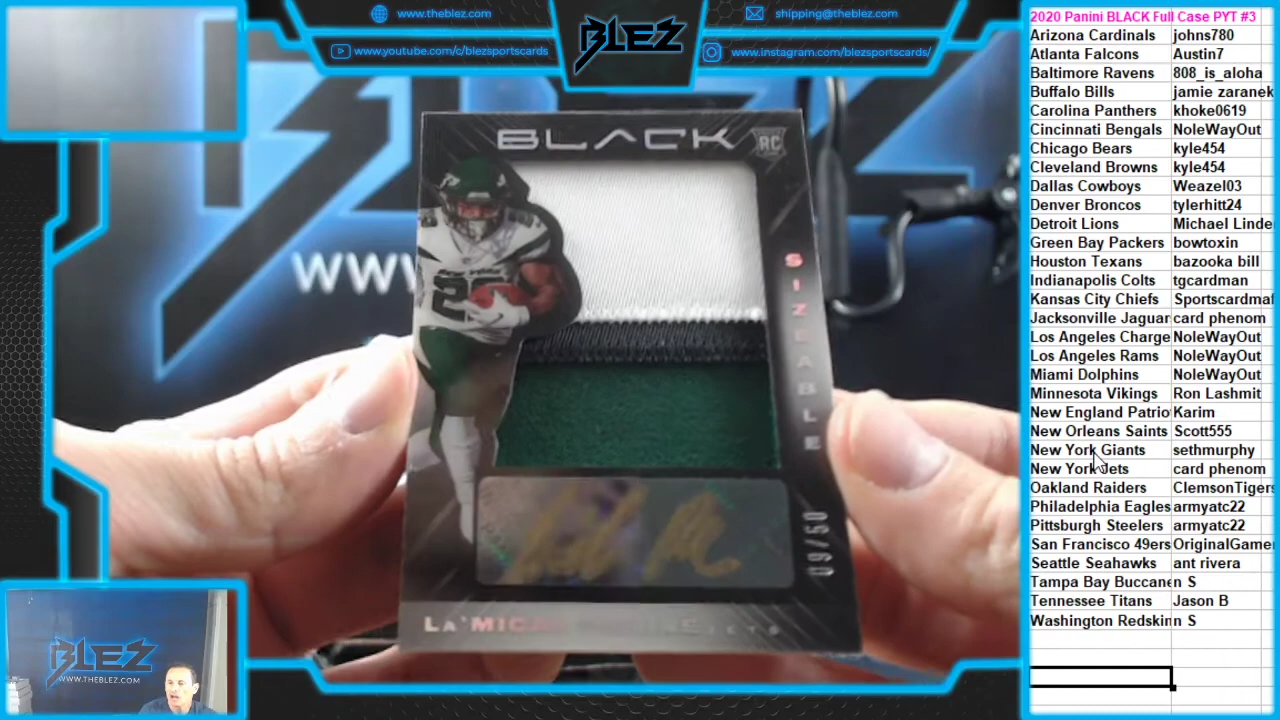 www.theblez.com
shipping@theblez.com
www.youtube.com/c/blezsportscards
www.instagram.com/blezsportscards/
BLEZ
2020 Panini BLACK Full Case PYT #3
Arizona Cardinals johns780
Atlanta Falcons Austin7
Baltimore Ravens 808_is_aloha
Buffalo Bills jamie zaranek
Carolina Panthers khoke0619
Cincinnati Bengals NoleWayOut
Chicago Bears kyle454
Cleveland Browns kyle454
Dallas Cowboys Weazel03
Denver Broncos tylerhitt24
Detroit Lions Michael Linde
Green Bay Packers bowtoxin
Houston Texans bazooka bill
Indianapolis Colts tgcardman
Kansas City Chiefs Sportscardmaf
Jacksonville Jaguar card phenom
Los Angeles Charge NoleWayOut
Los Angeles Rams NoleWayOut
Miami Dolphins NoleWayOut
Minnesota Vikings Ron Lashmit
New England Patrio Karim
New Orleans Saints Scott555
New York Giants sethmurphy
New York Jets card phenom
Oakland Raiders ClemsonTigers
Philadelphia Eagles armyatc22
Pittsburgh Steelers armyatc22
San Francisco 49ers OriginalGamer
Seattle Seahawks ant rivera
Tampa Bay Buccane n S
Tennessee Titans Jason B
Washington Redskin n S
BLACK
RC
SIZEABLE
09/50
WW
BLEZ
WWW.THEBLEZ.COM